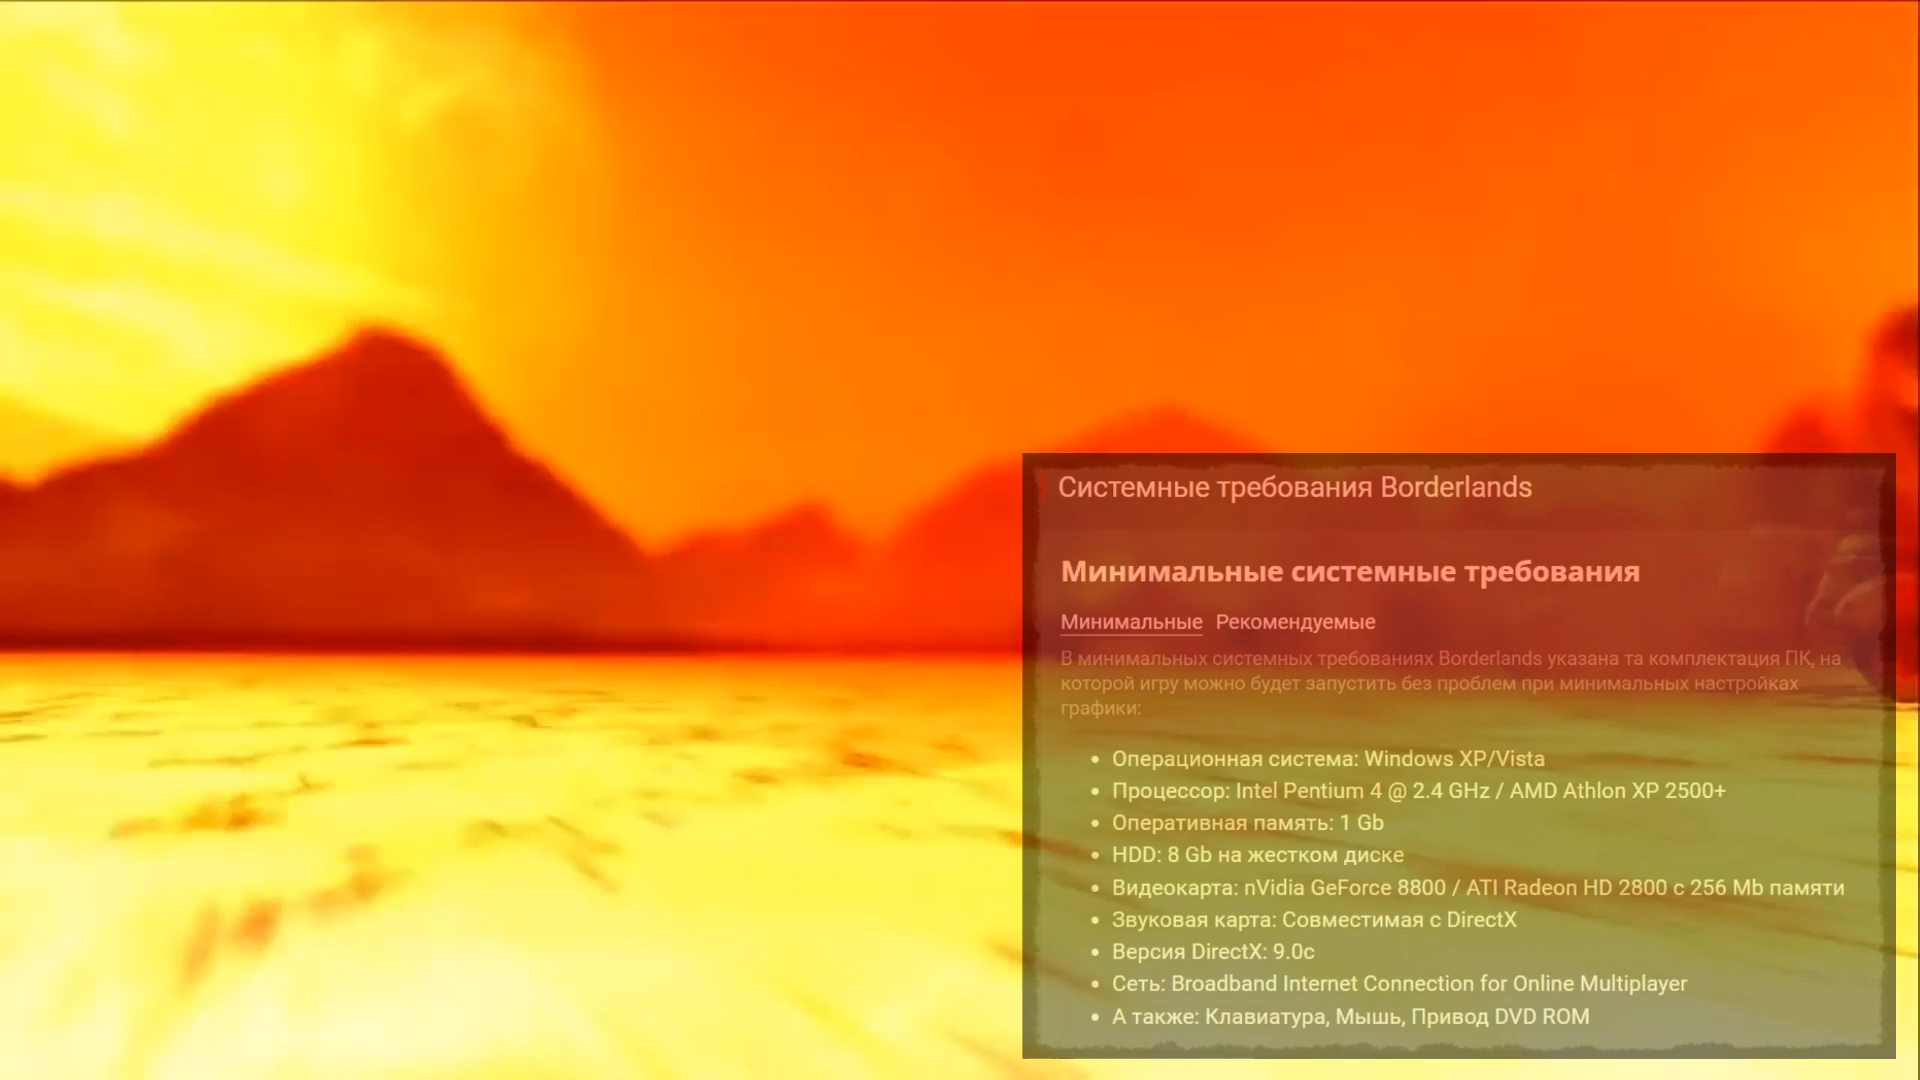 Системные требования Borderlands
Минимальные системные требования
Минимальные Рекомендуемые
В минимальных системных требованиях Borderlands указана та комплектация ПК, на
которой игру можно будет запустить без проблем при минимальных настройках
графики:
• Операционная система: Windows XP/Vista
• Процессор: Intel Pentium 4 @ 2.4 GHz / AMD Athlon XP 2500+
• Оперативная память: 1 Gb
• HDD: 8 Gb на жестком диске
• Видеокарта: nVidia GeForce 8800 / ATI Radeon HD 2800 с 256 Mb памяти
• Звуковая карта: Совместимая с DirectX
• Версия DirectX: 9.0c
• Сеть: Broadband Internet Connection for Online Multiplayer
• А также: Клавиатура, Мышь, Привод DVD ROM